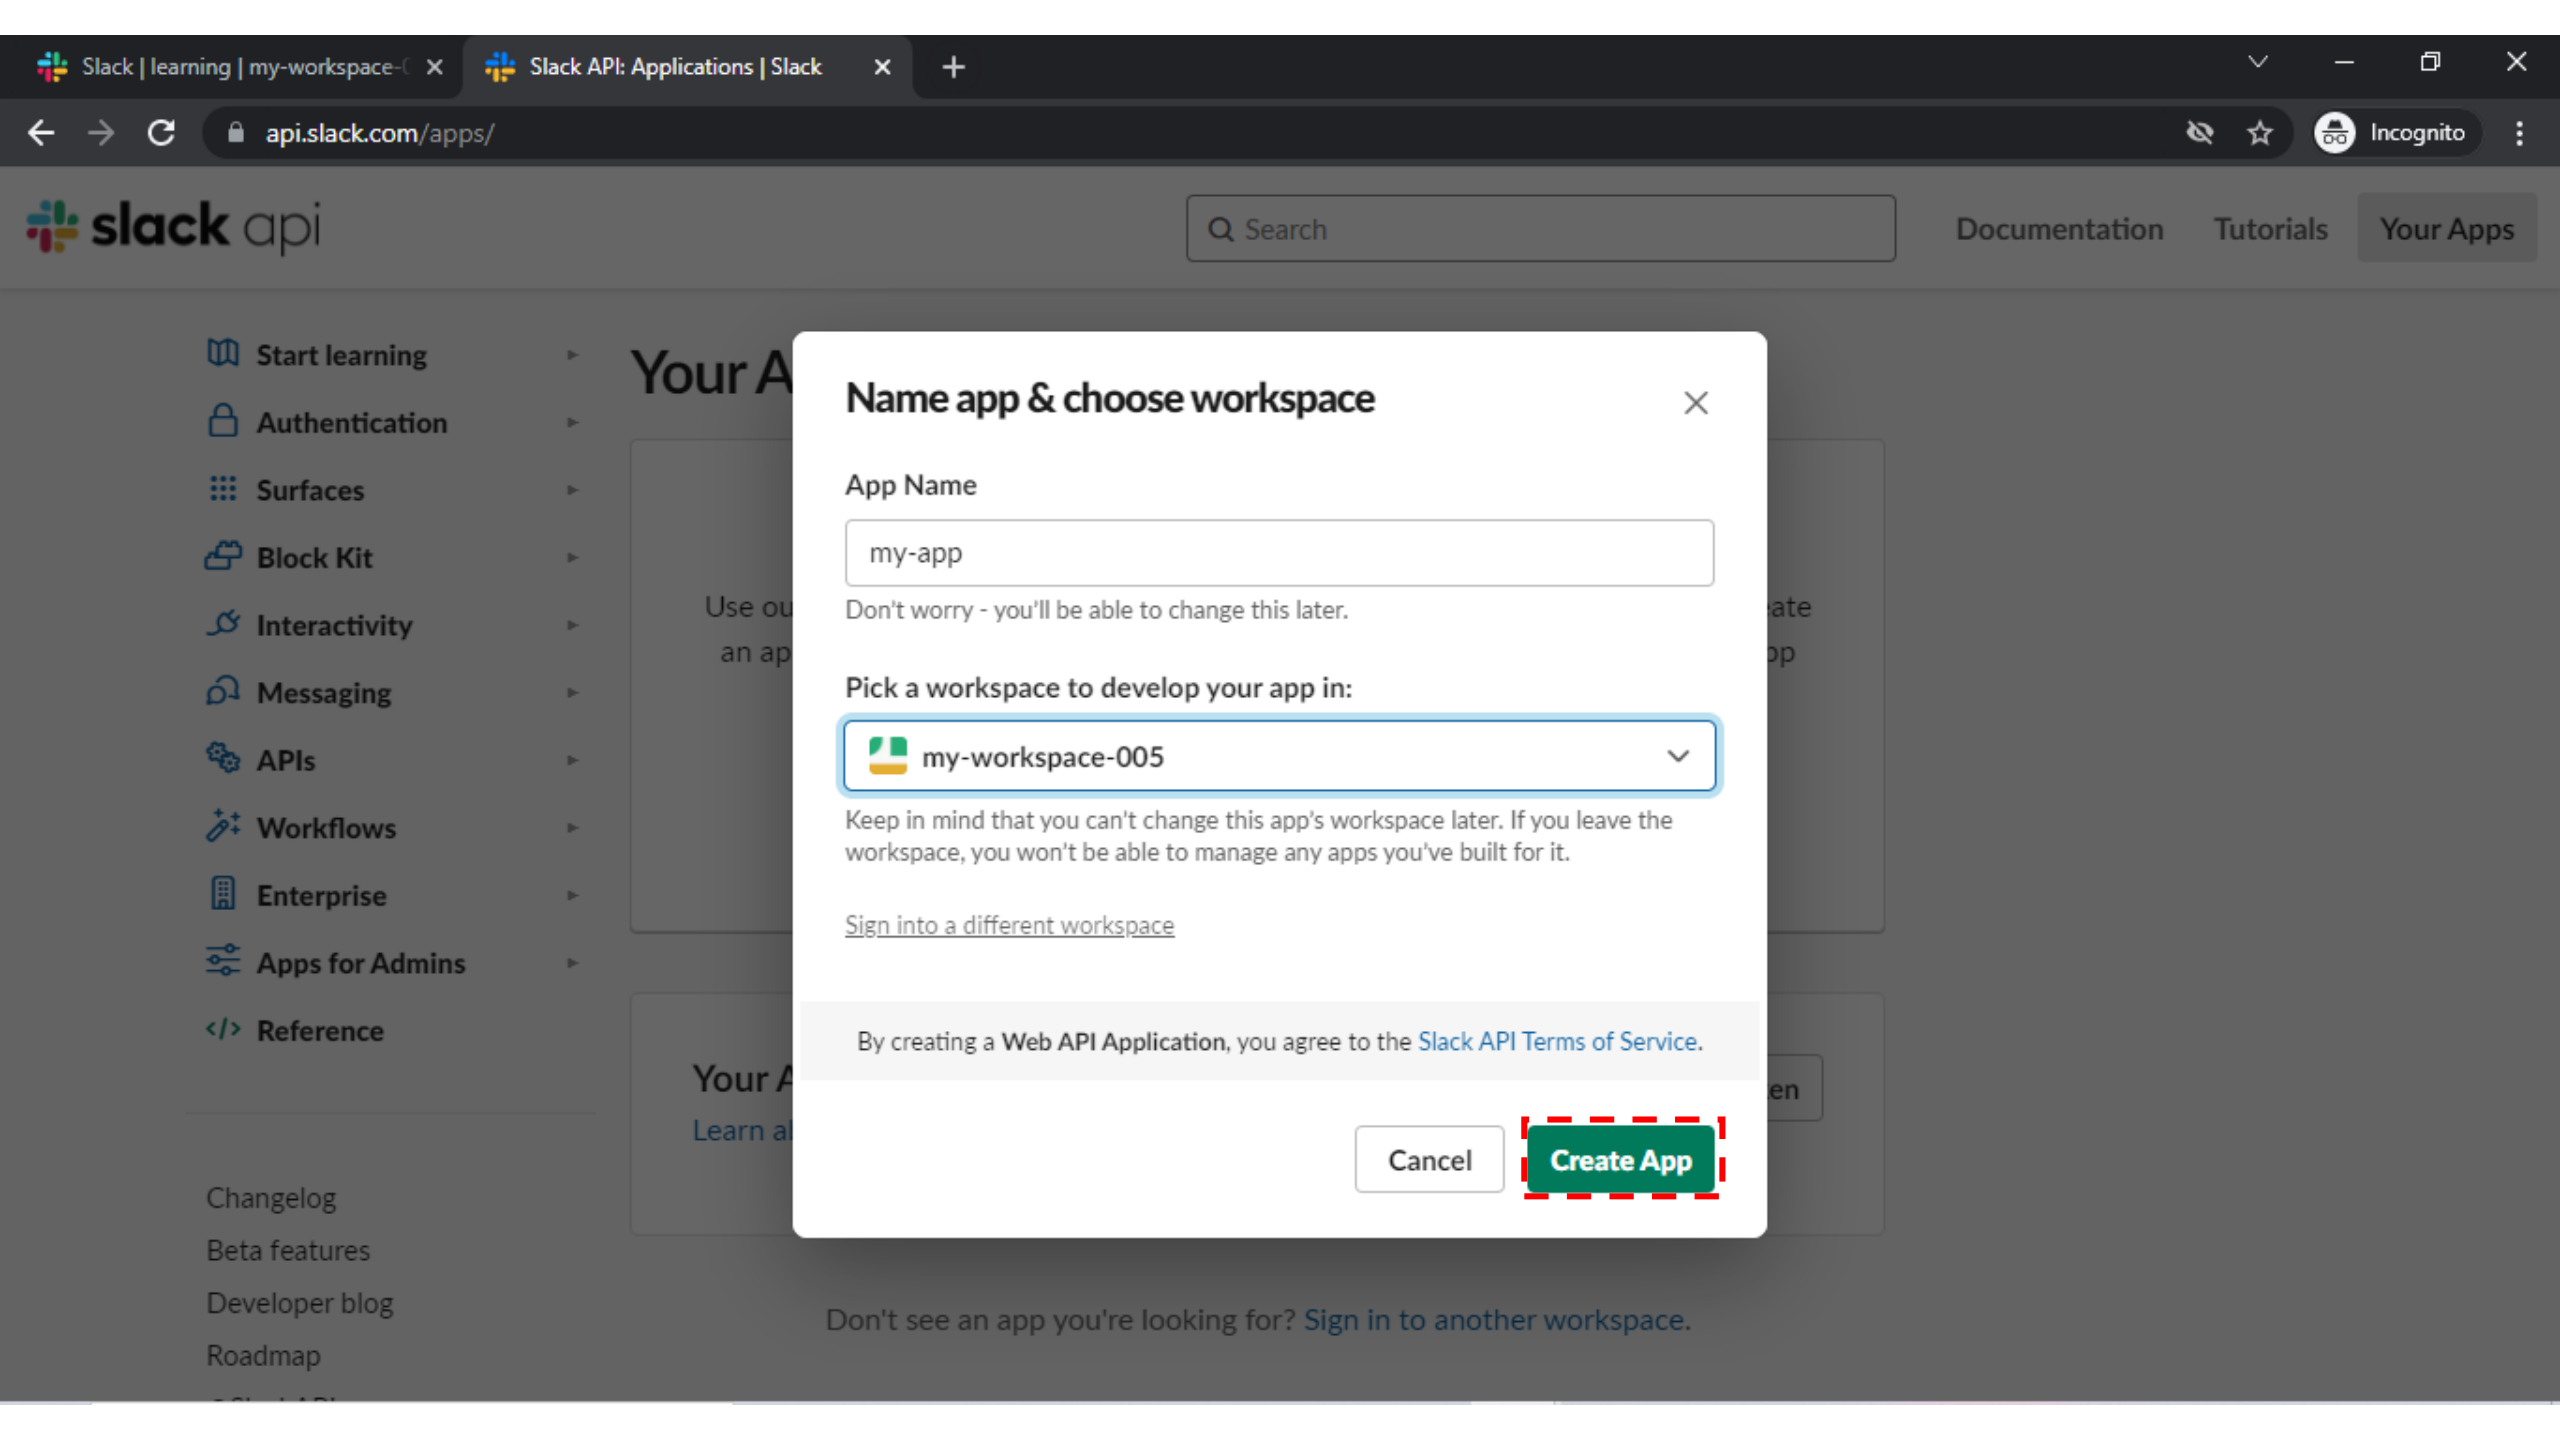 Slack | learning | my-workspace-0
Slack API: Applications | Slack
api.slack.com/apps/
Incognito
slack api
Search
Documentation
Tutorials
Your Apps
Start learning
Authentication
Surfaces
Block Kit
Interactivity
Messaging
APIs
Workflows
Enterprise
Apps for Admins
Reference
Changelog
Beta features
Developer blog
Roadmap
Your A
Use ou
an ap
Your A
Learn a
Name app & choose workspace
App Name
my-app
Don't worry - you'll be able to change this later.
Pick a workspace to develop your app in:
my-workspace-005
Keep in mind that you can't change this app's workspace later. If you leave the
workspace, you won't be able to manage any apps you've built for it.
Sign into a different workspace
By creating a Web API Application, you agree to the Slack API Terms of Service.
Cancel
Create App
ate
pp
en
Don't see an app you're looking for? Sign in to another workspace.